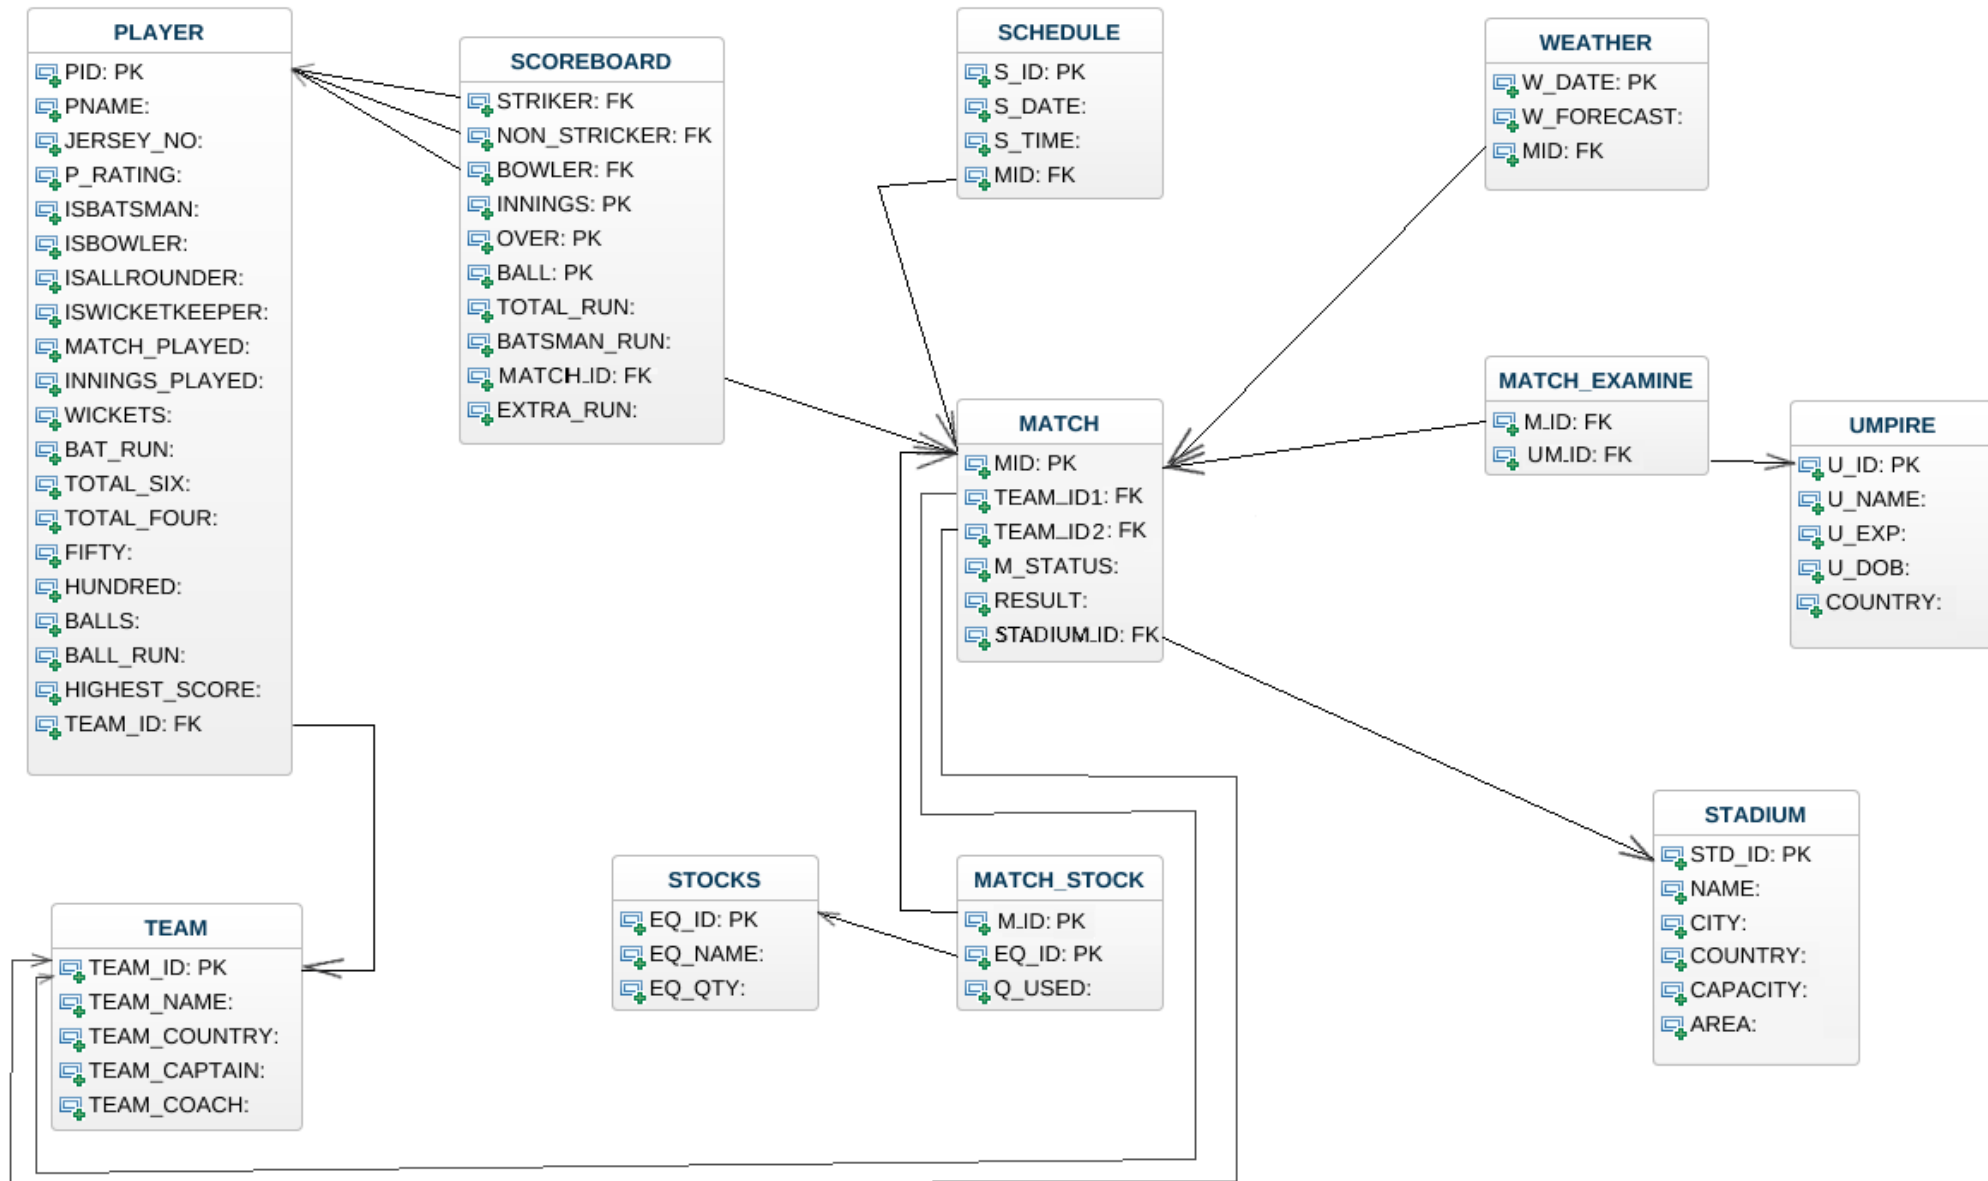 PLAYER
PID: PK
PNAME:
JERSEY_NO:
P_RATING:
ISBATSMAN:
ISBOWLER:
ISALLROUNDER:
ISWICKETKEEPER:
MATCH_PLAYED:
INNINGS_PLAYED:
WICKETS:
BAT_RUN:
TOTAL_SIX:
TOTAL_FOUR:
FIFTY:
HUNDRED:
BALLS:
BALL_RUN:
HIGHEST_SCORE:
TEAM_ID: FK
SCOREBOARD
STRIKER: FK
NON_STRICKER: FK
BOWLER: FK
INNINGS: PK
OVER: PK
BALL: PK
TOTAL_RUN:
BATSMAN_RUN:
MATCH_ID: FK
EXTRA_RUN:
SCHEDULE
S_ID: PK
S_DATE:
S_TIME:
MID: FK
WEATHER
W_DATE: PK
W_FORECAST:
MID: FK
MATCH_EXAMINE
M_ID: FK
UM_ID: FK
UMPIRE
U_ID: PK
U_NAME:
U_EXP:
U_DOB:
COUNTRY:
MATCH
MID: PK
TEAM_ID1: FK
TEAM_ID2: FK
M_STATUS:
RESULT:
STADIUM_ID: FK
STADIUM
STD_ID: PK
NAME:
CITY:
COUNTRY:
CAPACITY:
AREA:
STOCKS
EQ_ID: PK
EQ_NAME:
EQ_QTY:
MATCH_STOCK
M_ID: PK
EQ_ID: PK
Q_USED:
TEAM
TEAM_ID: PK
TEAM_NAME:
TEAM_COUNTRY:
TEAM_CAPTAIN:
TEAM_COACH: